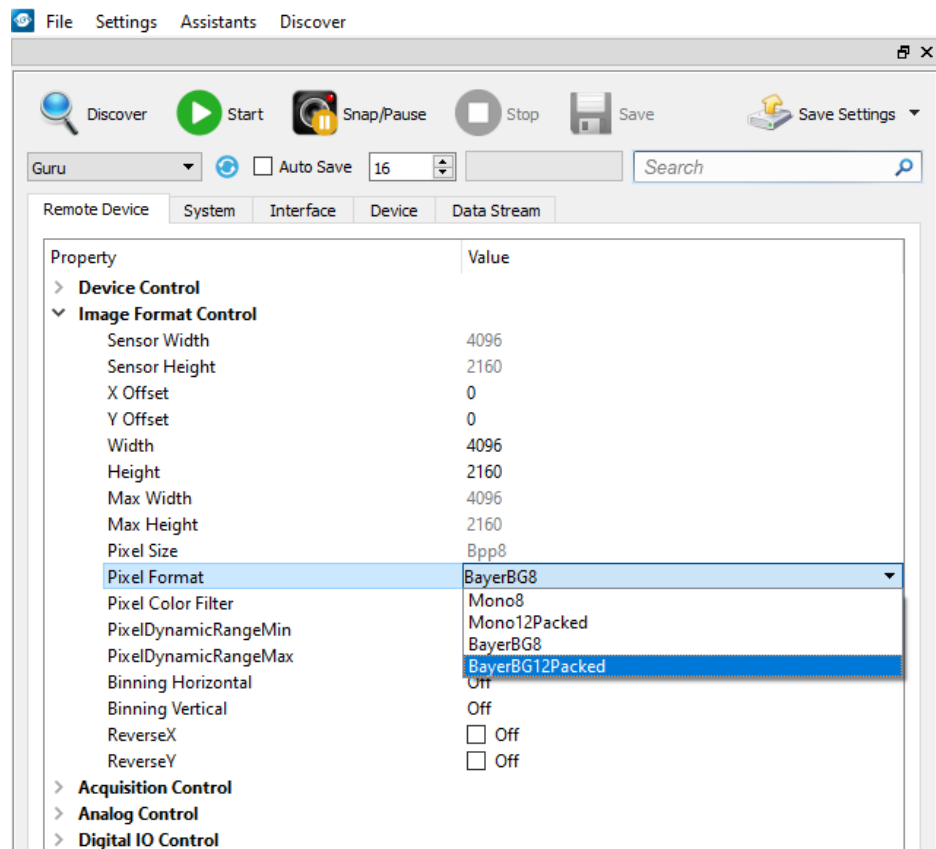 File Settings Assistants Discover
Discover Start Snap/Pause Stop Save Save Settings
Guru Auto Save 16 Search
Remote Device System Interface Device Data Stream
Property Value
Device Control
Image Format Control
Sensor Width 4096
Sensor Height 2160
X Offset 0
Y Offset 0
Width 4096
Height 2160
Max Width 4096
Max Height 2160
Pixel Size Bpp8
Pixel Format BayerBG8
Pixel Color Filter Mono8
PixelDynamicRangeMin Mono12Packed
PixelDynamicRangeMax BayerBG8
BayerBG12Packed
Binning Horizontal Off
Binning Vertical Off
ReverseX Off
ReverseY Off
Acquisition Control
Analog Control
Digital IO Control